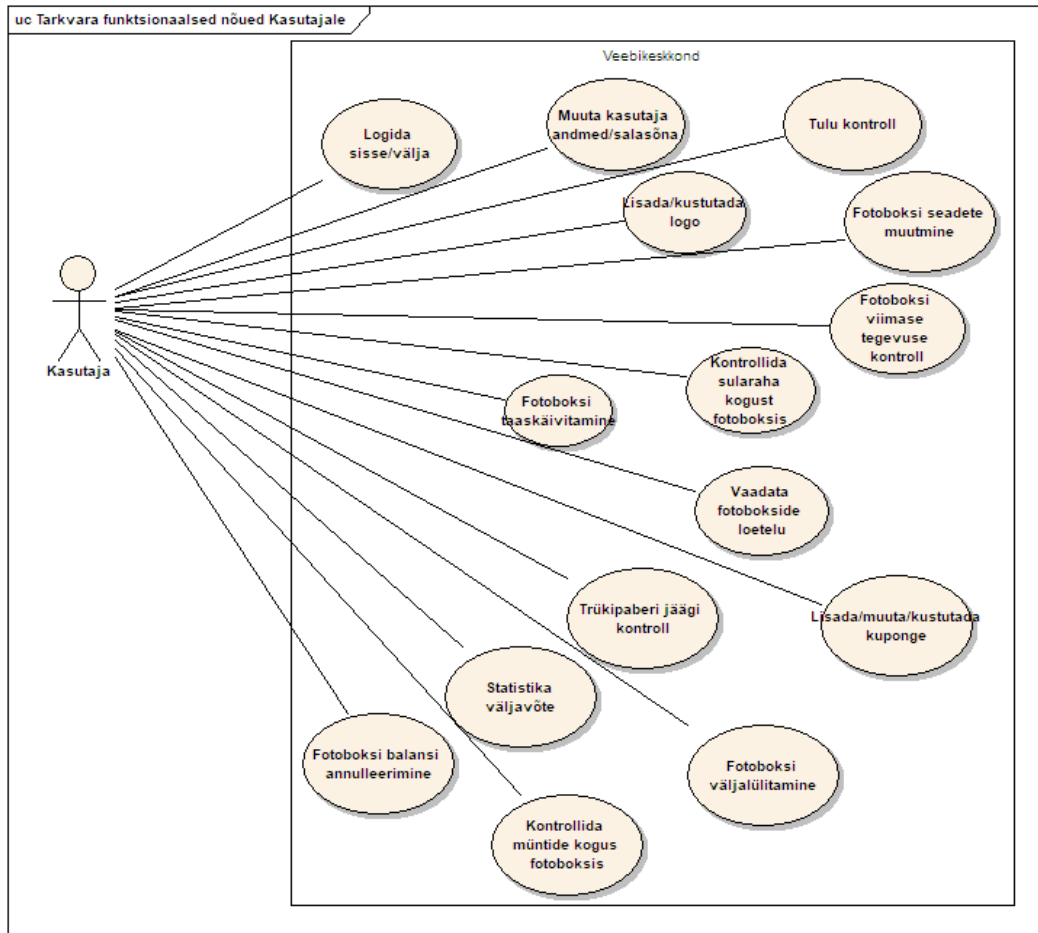 uc Tarkvara funktsionaalsed nõued Kasutajale
Veebikeskkond
Logida
sisse/välja
Muuta kasutaja
andmed/salasõna
Tulu kontroll
Lisada/kustutada
logo
Fotoboksi seadete
muutmine
Kasutaja
Fotoboksi
viimase
tegevuse
kontroll
Kontrollida
sularaha
kogust
fotoboksis
Fotoboksi
taaskäivitamine
Vaadata
fotobokside
loetelu
Trükipaberi jäägi
kontroll
Lisada/muuta/kustutada
kuponge
Statistika
väljavõte
Fotoboksi balansi
annulleerimine
Fotoboksi
väljalülitamine
Kontrollida
müntide kogus
fotoboksis